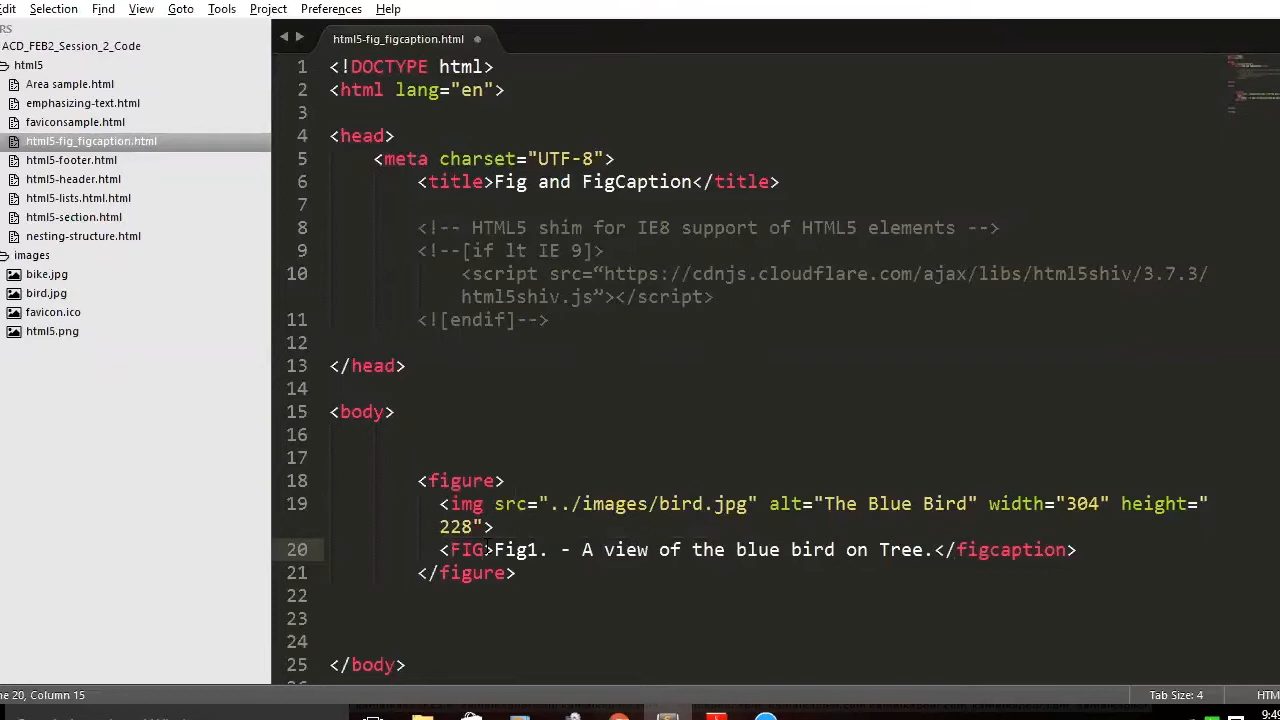 Edit Selection Find View Goto Tools Project Preferences Help
RS
ACD_FEB2_Session_2_Code
html5
Area sample.html
emphasizing-text.html
faviconsample.html
html5-fig_figcaption.html
html5-footer.html
html5-header.html
html5-lists.html.html
html5-section.html
nesting-structure.html
images
bike.jpg
bird.jpg
favicon.ico
html5.png
html5-fig_figcaption.html
1 <!DOCTYPE html>
2 <html lang="en">
3
4 <head>
5 <meta charset="UTF-8">
6 <title>Fig and FigCaption</title>
7
8 <!-- HTML5 shim for IE8 support of HTML5 elements -->
9 <!--[if lt IE 9]>
10 <script src=“https://cdnjs.cloudflare.com/ajax/libs/html5shiv/3.7.3/
html5shiv.js”></script>
11 <![endif]-->
12
13 </head>
14
15 <body>
16
17
18 <figure>
19 <img src="../images/bird.jpg" alt="The Blue Bird" width="304" height="
228">
20 <FIG>Fig1. - A view of the blue bird on Tree.</figcaption>
21 </figure>
22
23
24
25 </body>
ne 20, Column 15
Tab Size: 4
HTM
9:49